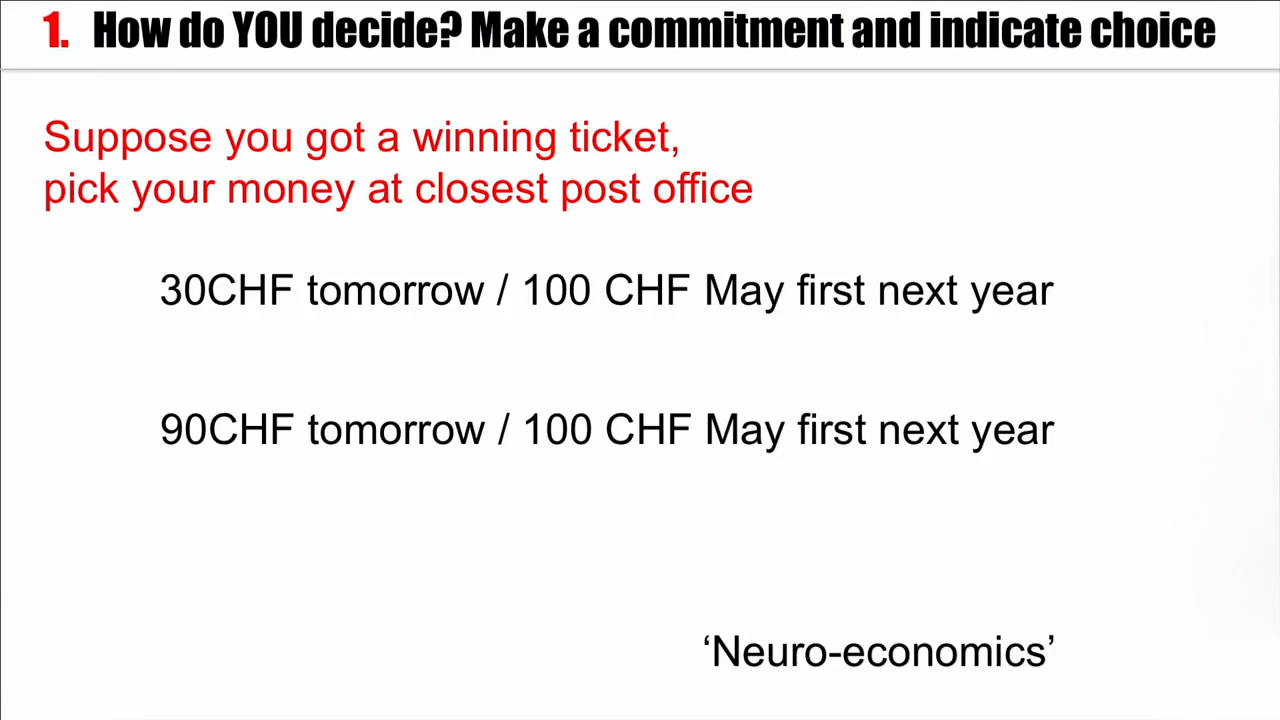 1. How do YOU decide? Make a commitment and indicate choice
Suppose you got a winning ticket,
pick your money at closest post office
30CHF tomorrow / 100 CHF May first next year
90CHF tomorrow / 100 CHF May first next year
‘Neuro-economics’